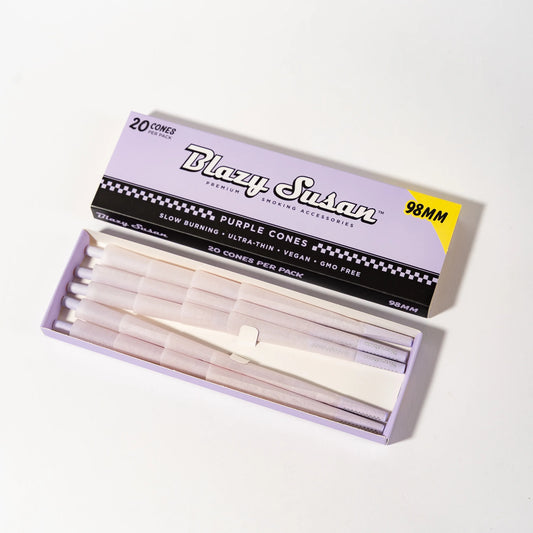 20 CONES
PER PACK
Blazy Susan™
PREMIUM SMOKING ACCESSORIES
98MM
PURPLE CONES
SLOW BURNING • ULTRA-THIN • VEGAN • GMO FREE
Blazy Susan
20 CONES PER PACK
98MM